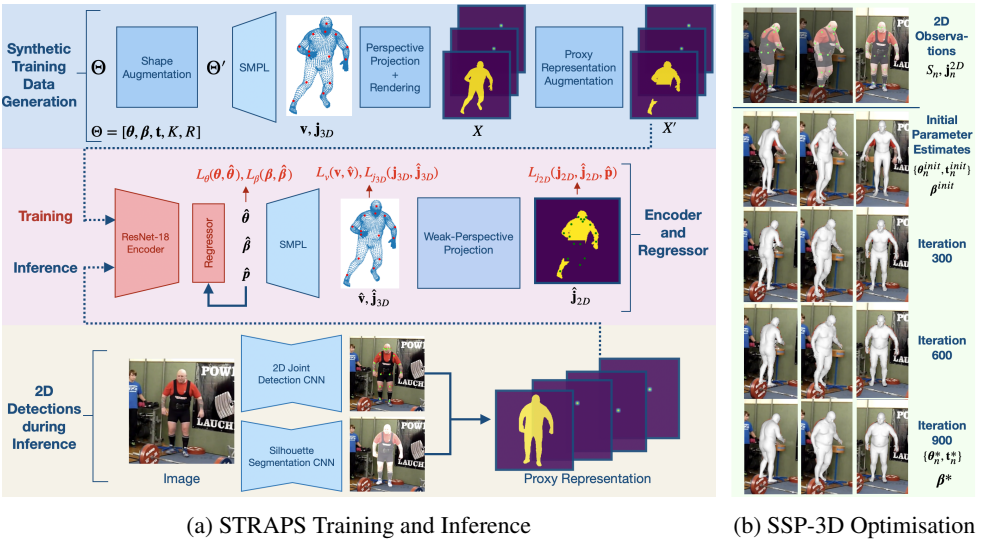 Synthetic
Training
Data
Generation
Θ
Shape
Augmentation
Θ′
SMPL
Perspective
Projection
+
Rendering
Proxy
Representation
Augmentation
Θ = [θ, β, t, K, R]
v, j3D
X
X′
Training
Inference
ResNet-18
Encoder
Regressor
Lθ(θ, θ̂), Lβ(β, β̂)
θ̂
β̂
p̂
SMPL
Lv(v, v̂), Lj3D(j3D, ĵ3D)
v̂, ĵ3D
Weak-Perspective
Projection
Lj2D(j2D, ĵ2D, p̂)
ĵ2D
Encoder
and
Regressor
2D
Detections
during
Inference
Image
2D Joint
Detection CNN
Silhouette
Segmentation CNN
POW
LAUCH
Proxy Representation
(a) STRAPS Training and Inference
2D
Observa-
tions
Sn, jn2D
Initial
Parameter
Estimates
{θninit, tninit}
βinit
Iteration
300
Iteration
600
Iteration
900
{θn*, tn*}
β*
(b) SSP-3D Optimisation